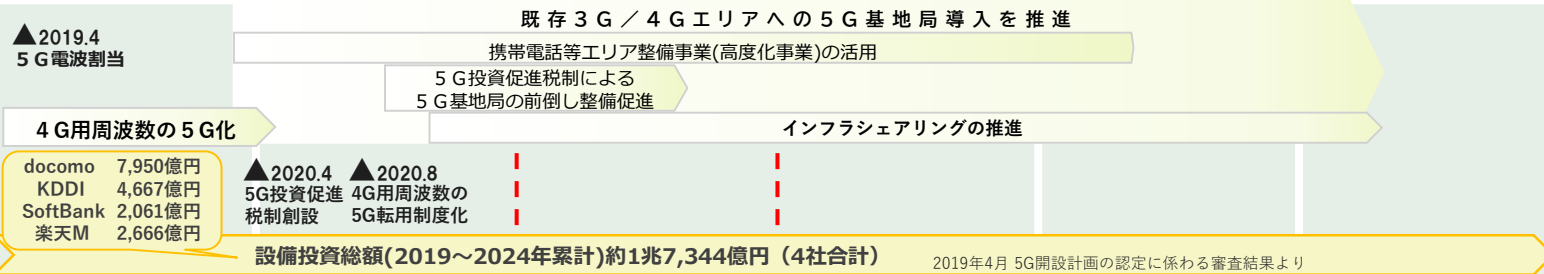 既存３Ｇ／４Ｇエリアへの５Ｇ基地局導入を推進
▲2019.4
５Ｇ電波割当
携帯電話等エリア整備事業(高度化事業)の活用
５Ｇ投資促進税制による
５Ｇ基地局の前倒し整備促進
４Ｇ用周波数の５Ｇ化
インフラシェアリングの推進
docomo 7,950億円
KDDI 4,667億円
SoftBank 2,061億円
楽天M 2,666億円
▲2020.4
5G投資促進
税制創設
▲2020.8
4G用周波数の
5G転用制度化
設備投資総額(2019～2024年累計)約1兆7,344億円（4社合計）
2019年4月 5G開設計画の認定に係わる審査結果より